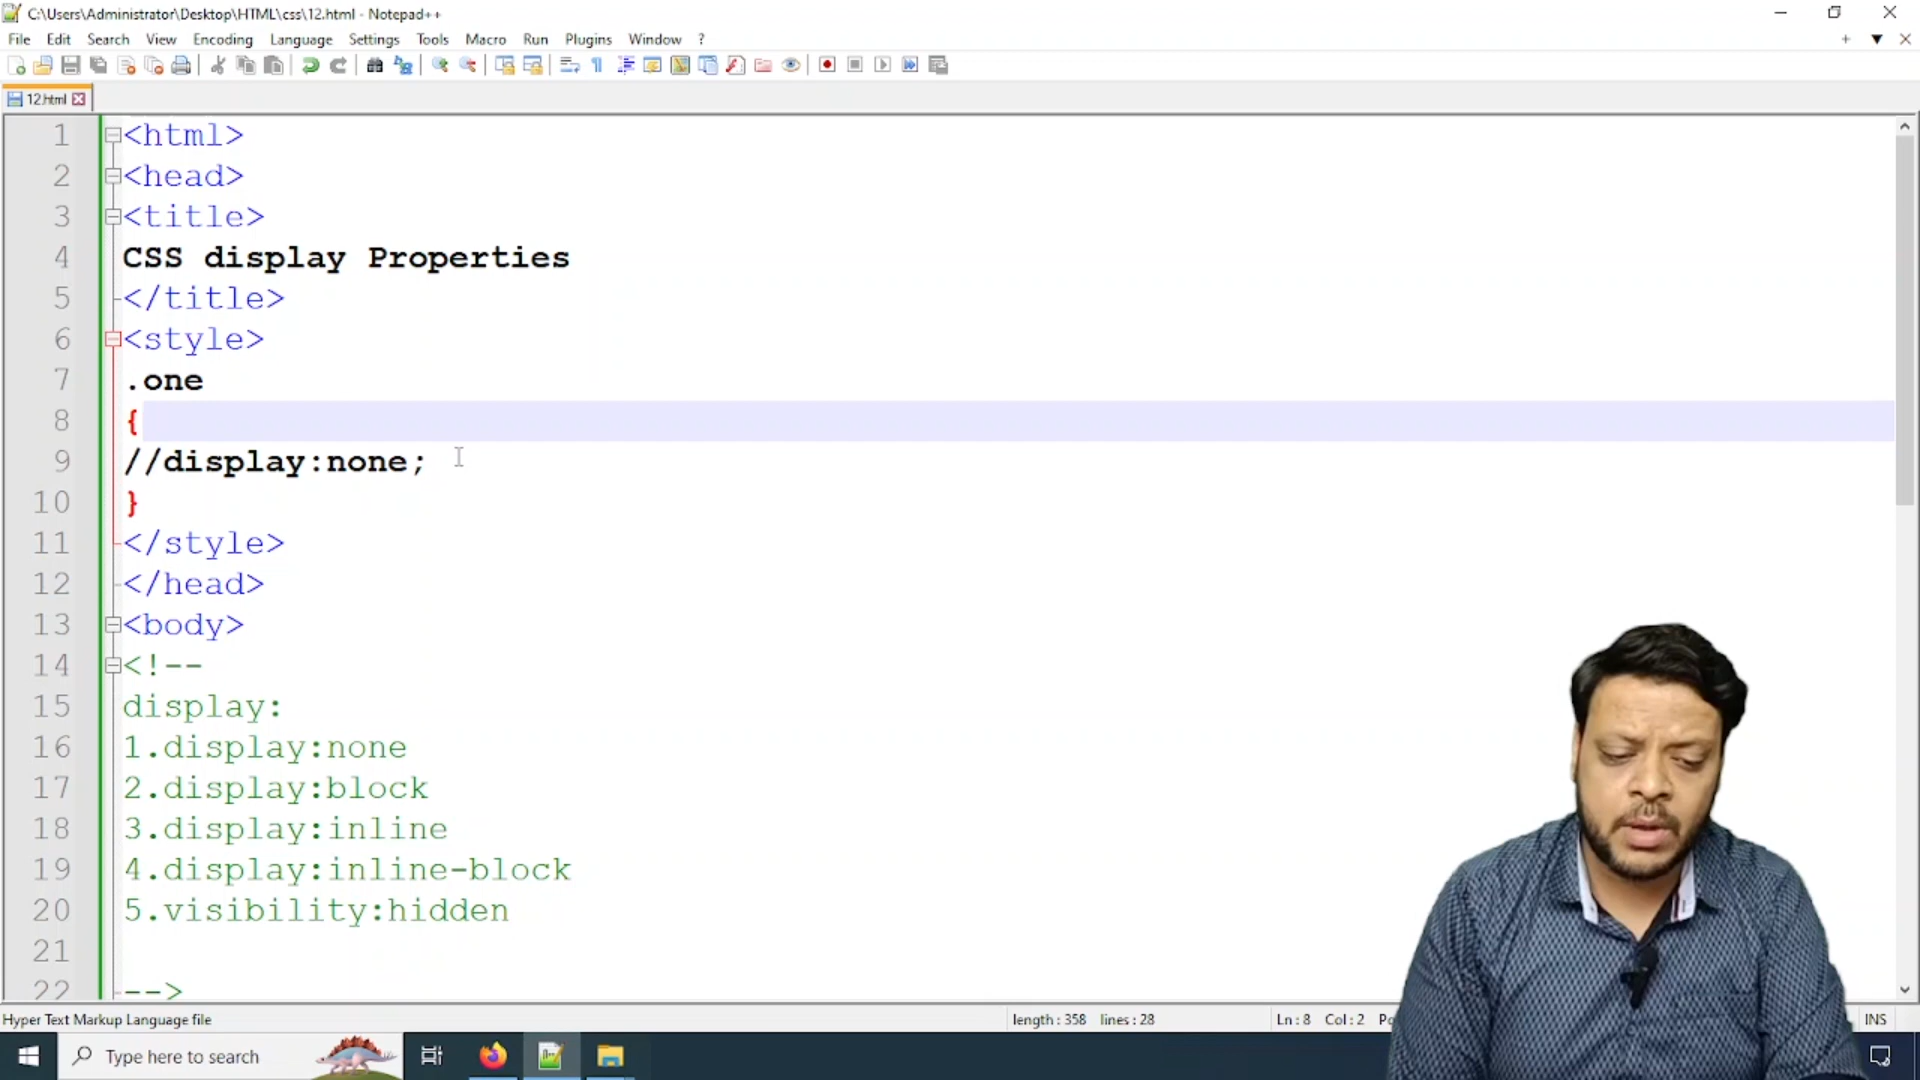 C:\Users\Administrator\Desktop\HTML\css\12.html - Notepad++
File Edit Search View Encoding Language Settings Tools Macro Run Plugins Window ?
12.html
1 <html>
2 <head>
3 <title>
4 CSS display Properties
5 </title>
6 <style>
7 .one
8 {
9 //display:none;
10 }
11 </style>
12 </head>
13 <body>
14 <!--
15 display:
16 1.display:none
17 2.display:block
18 3.display:inline
19 4.display:inline-block
20 5.visibility:hidden
21
22 -->
Hyper Text Markup Language file length : 358 lines : 28 Ln : 8 Col : 2 INS
Type here to search